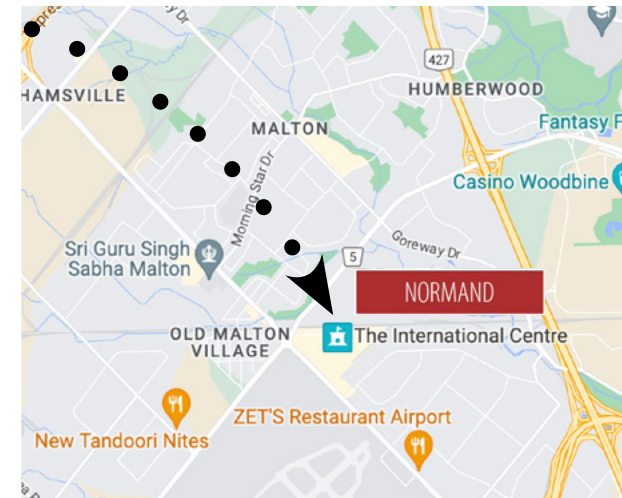 427
HAMSVILLE
HUMBERWOOD
MALTON
Fantasy F
Morning Star Dr
Casino Woodbine
Sri Guru Singh
Sabha Malton
Goreway Dr
5
NORMAND
OLD MALTON
VILLAGE
The International Centre
ZET'S Restaurant Airport
New Tandoori Nites